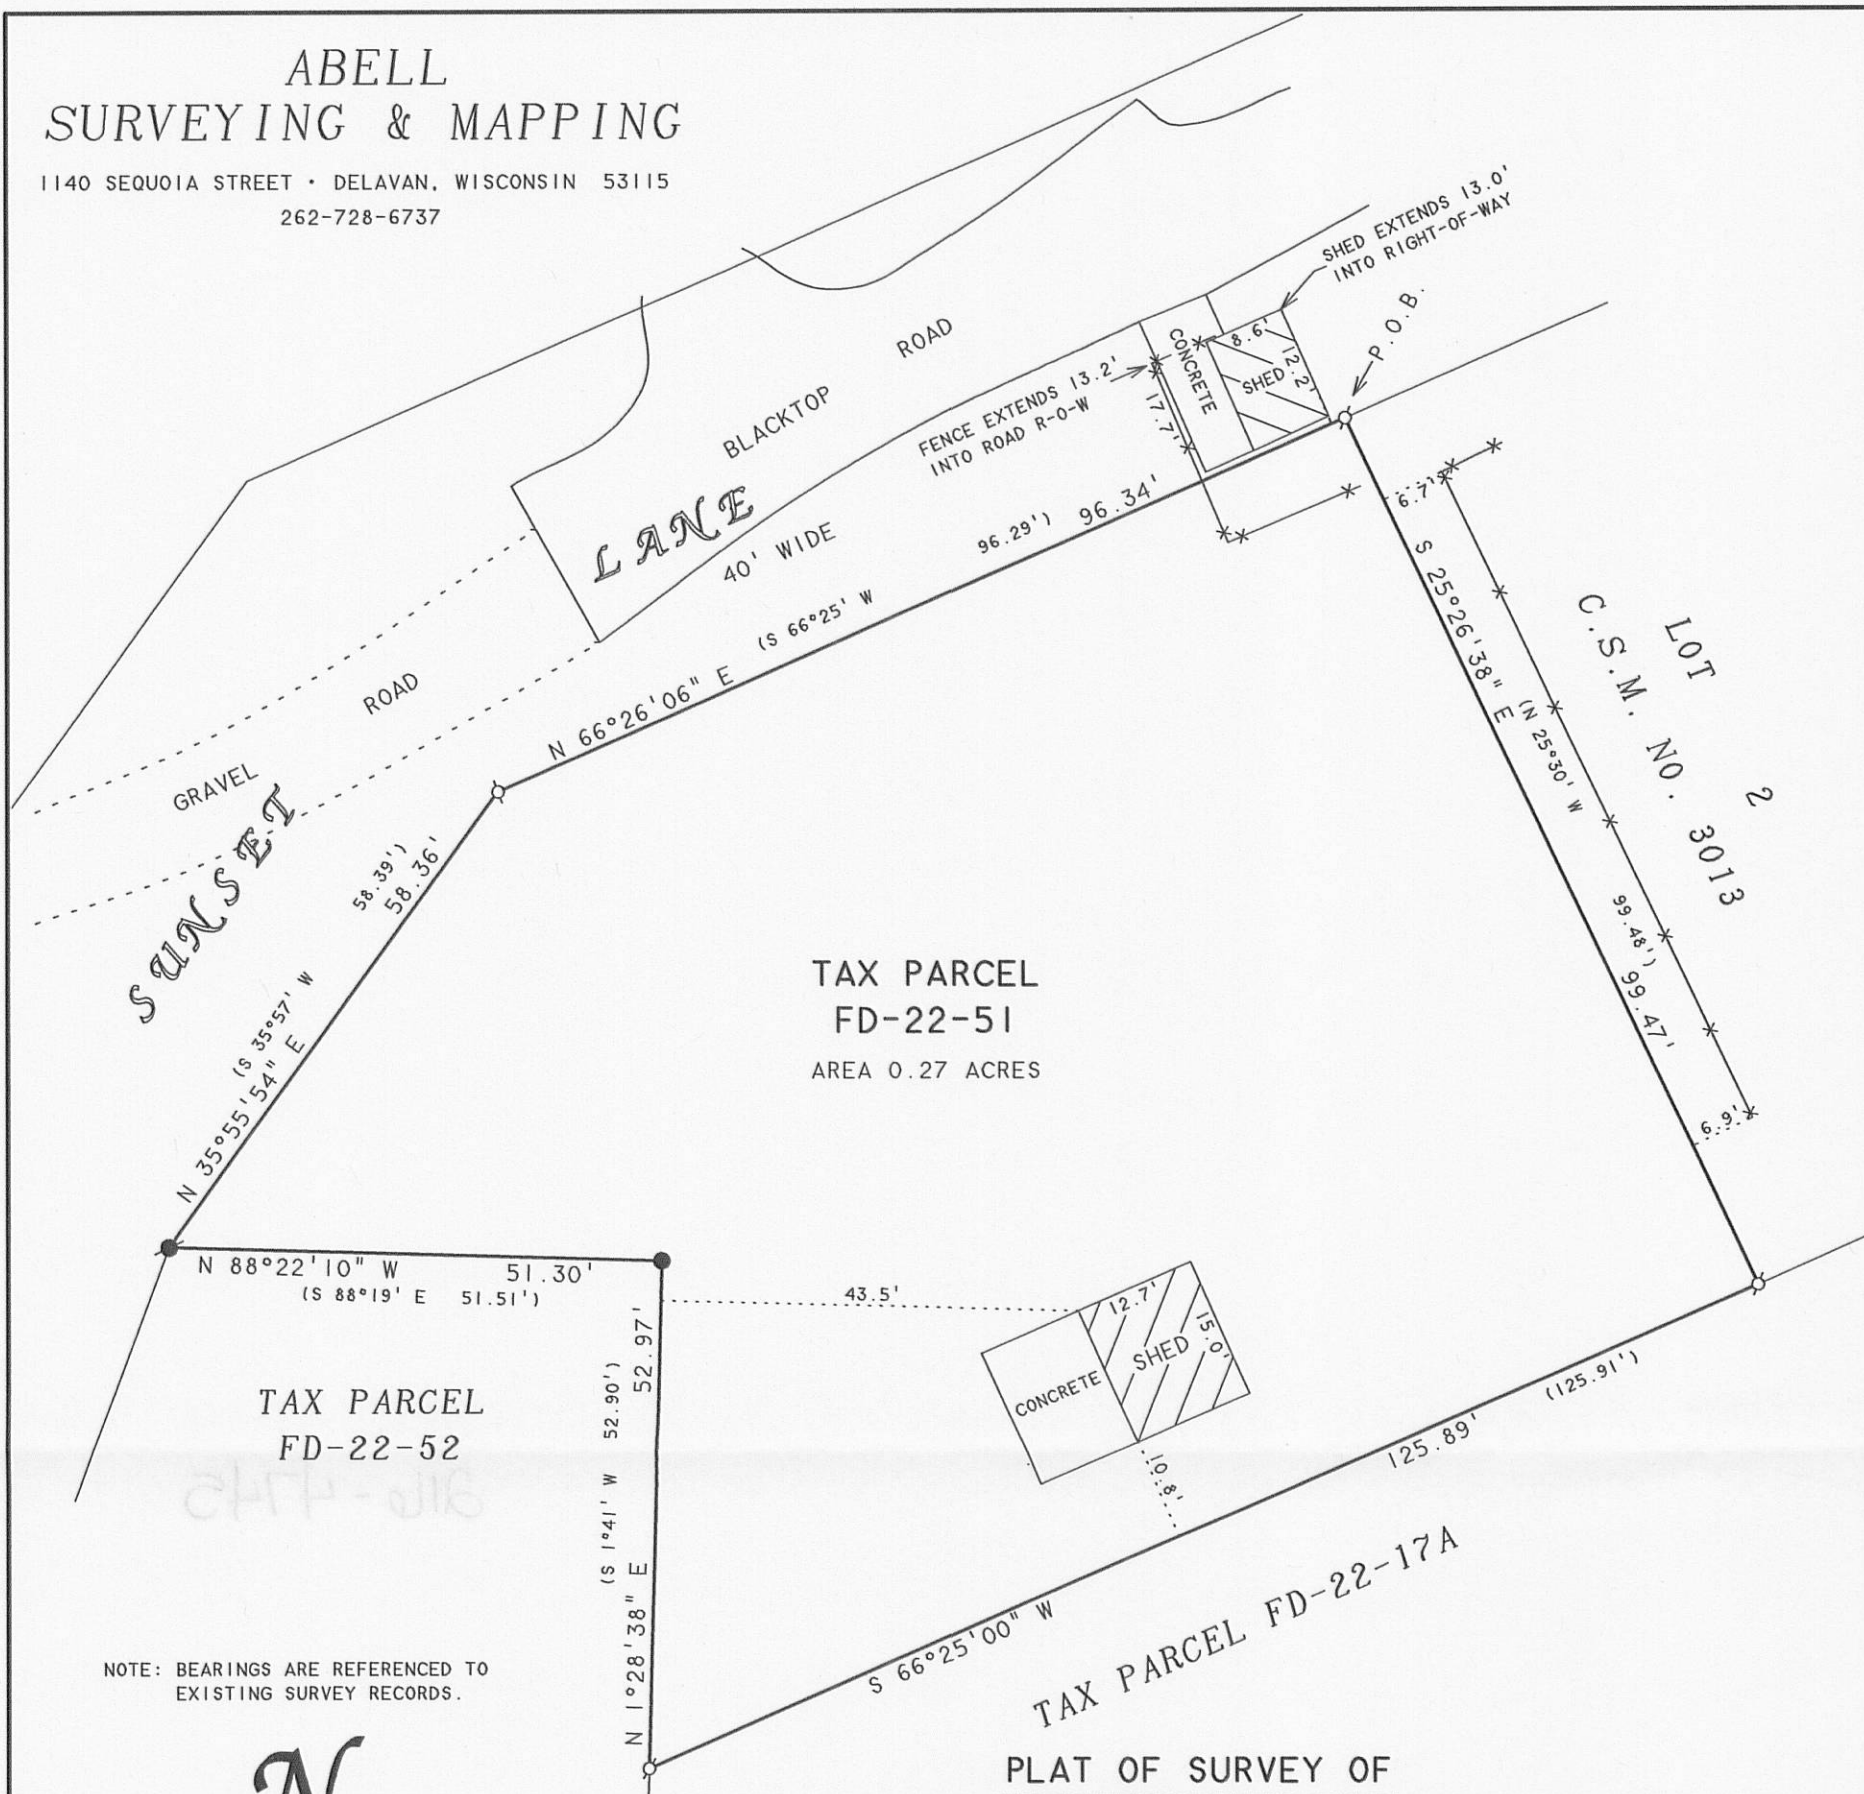 ABELL
SURVEYING & MAPPING
1140 SEQUOIA STREET • DELAVAN, WISCONSIN 53115
262-728-6737
SHED EXTENDS 13.0'
INTO RIGHT-OF-WAY
P.O.B.
BLACKTOP ROAD
FENCE EXTENDS 13.2'
INTO ROAD R-O-W
17.7'
CONCRETE
8.6'
SHED
12.2'
SUNSET LANE
40' WIDE
GRAVEL ROAD
N 66°26'06" E 96.34'
(S 66°25' W 96.29')
6.7'
S 25°26'38" E 99.47'
(N 25°30' W 99.48')
6.9'
LOT 2
C.S.M. NO. 3013
58.39')
58.36'
(S 35°57' W
N 35°55'54" E
TAX PARCEL
FD-22-51
AREA 0.27 ACRES
N 88°22'10" W 51.30'
(S 88°19' E 51.51')
43.5'
12.7'
SHED
15.0'
CONCRETE
10.8'
TAX PARCEL
FD-22-52
N 1°28'38" E 52.97'
(S 1°41' W 52.90')
S 66°25'00" W 125.89'
(125.91')
TAX PARCEL FD-22-17A
NOTE: BEARINGS ARE REFERENCED TO
EXISTING SURVEY RECORDS.
N
PLAT OF SURVEY OF